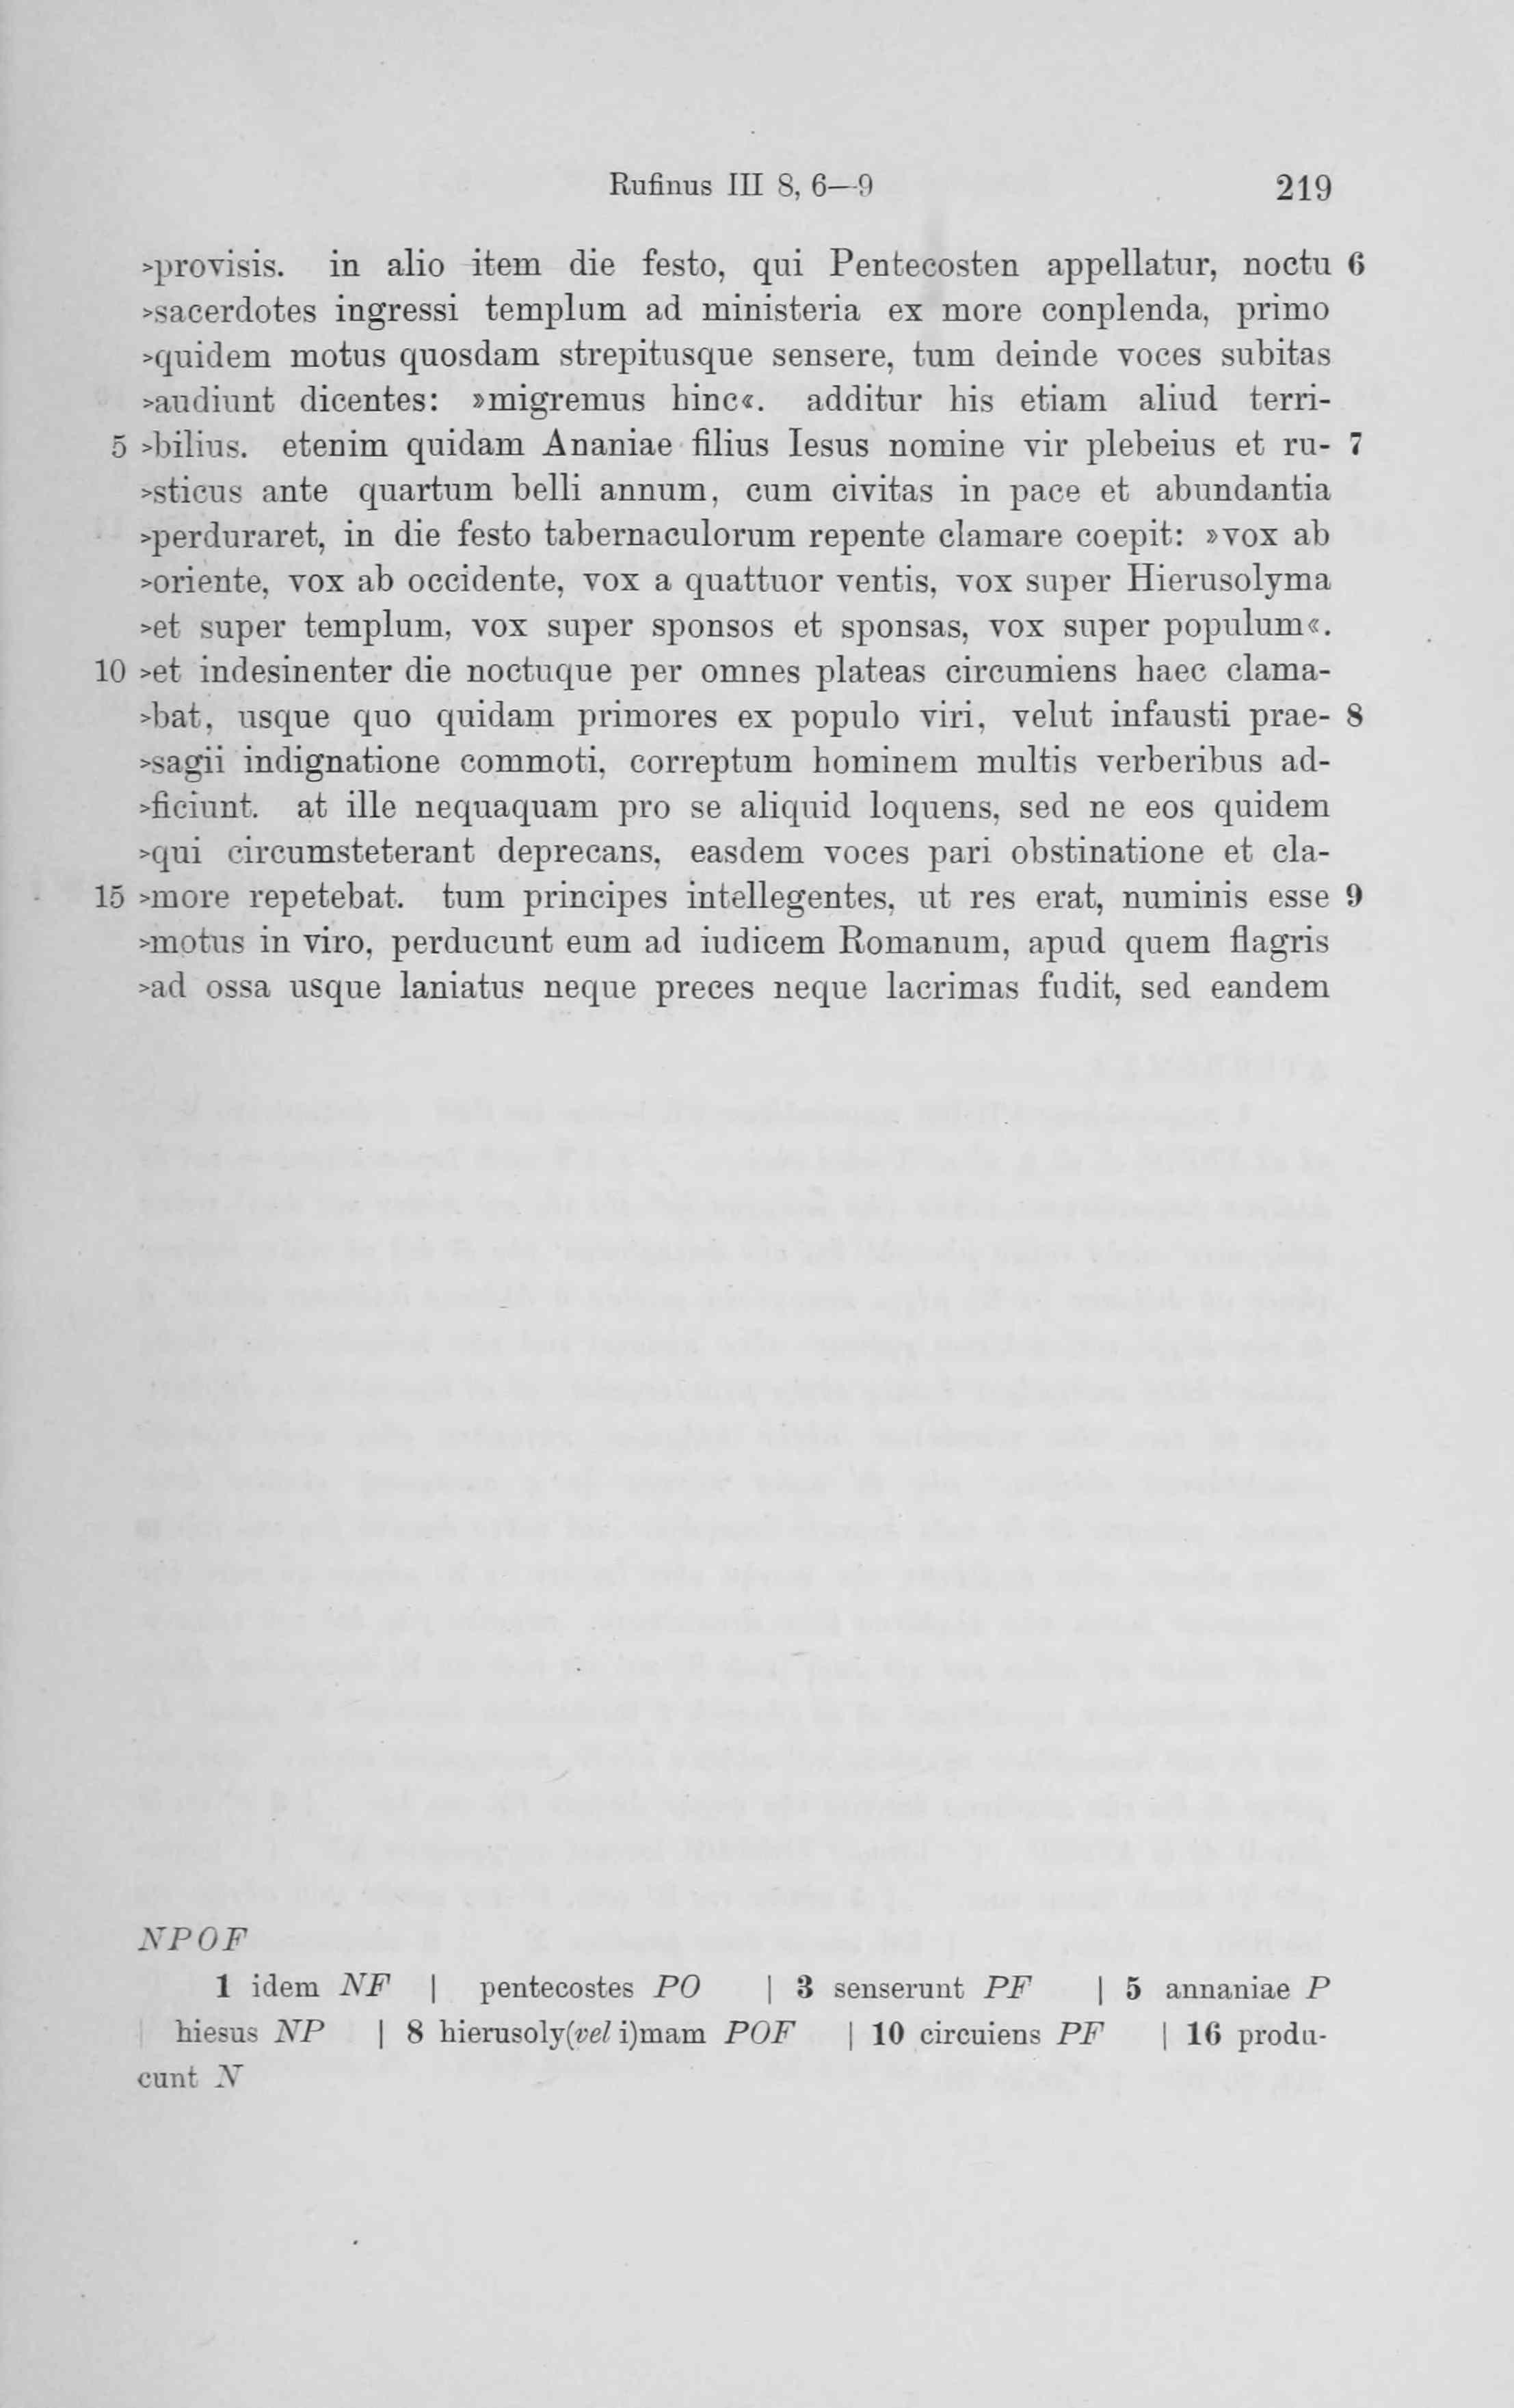 Rufinus III 8, 6—9 219
>provisis. in alio item die festo, qui Pentecosten appellatur, noctu 6
>sacerdotes ingressi templum ad ministeria ex more conplenda, primo
>quidem motus quosdam strepitusque sensere, tum deinde voces subitas
>audiunt dicentes: »migremus hinc«. additur his etiam aliud terri-
5 >bilius. etenim quidam Ananiae filius Iesus nomine vir plebeius et ru- 7
>sticus ante quartum belli annum, cum civitas in pace et abundantia
>perduraret, in die festo tabernaculorum repente clamare coepit: »vox ab
>oriente, vox ab occidente, vox a quattuor ventis, vox super Hierusolyma
>et super templum, vox super sponsos et sponsas, vox super populum«.
10 >et indesinenter die noctuque per omnes plateas circumiens haec clama-
>bat, usque quo quidam primores ex populo viri, velut infausti prae- 8
>sagii indignatione commoti, correptum hominem multis verberibus ad-
>ficiunt. at ille nequaquam pro se aliquid loquens, sed ne eos quidem
>qui circumsteterant deprecans, easdem voces pari obstinatione et cla-
15 >more repetebat. tum principes intellegentes, ut res erat, numinis esse 9
>motus in viro, perducunt eum ad iudicem Romanum, apud quem flagris
>ad ossa usque laniatus neque preces neque lacrimas fudit, sed eandem
NPOF
1 idem NF | pentecostes PO | 3 senserunt PF | 5 annaniae P
| hiesus NP | 8 hierusoly(vel i)mam POF | 10 circuiens PF | 16 produ-
cunt N